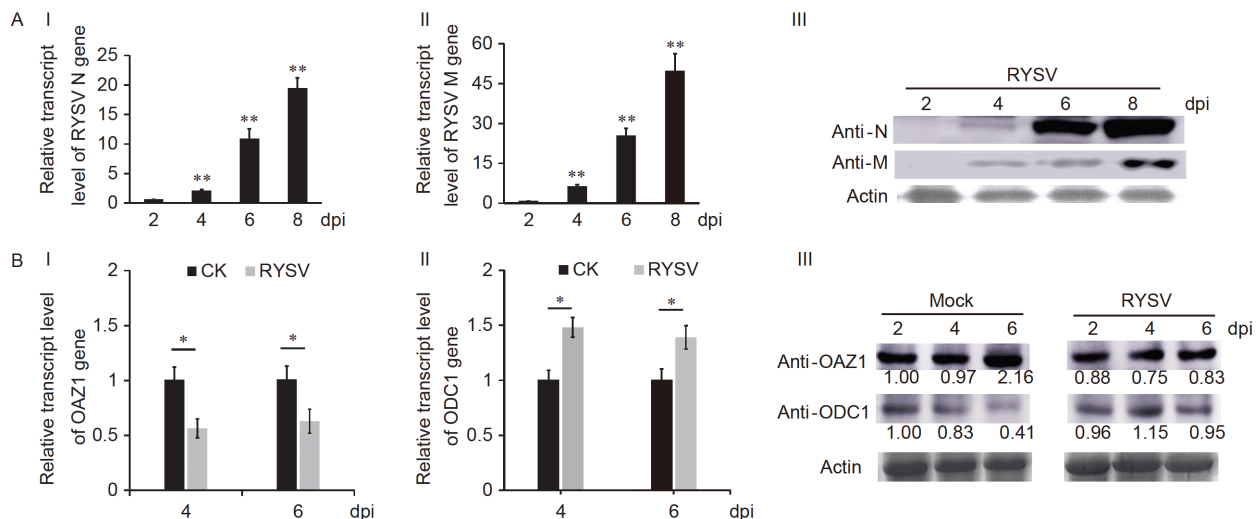 A I
Relative transcript
level of RYSV N gene
25
20
15
10
5
0
**
**
**
2 4 6 8 dpi
II
Relative transcript
level of RYSV M gene
60
45
30
15
0
**
**
**
2 4 6 8 dpi
III
RYSV
2 4 6 8 dpi
Anti-N
Anti-M
Actin
B I
Relative transcript level
of OAZ1 gene
2
1.5
1
0.5
0
CK RYSV
* *
4 6 dpi
II
Relative transcript level
of ODC1 gene
2
1.5
1
0.5
0
CK RYSV
* *
4 6 dpi
III
Mock RYSV
2 4 6 2 4 6 dpi
Anti-OAZ1
1.00 0.97 2.16 0.88 0.75 0.83
Anti-ODC1
1.00 0.83 0.41 0.96 1.15 0.95
Actin